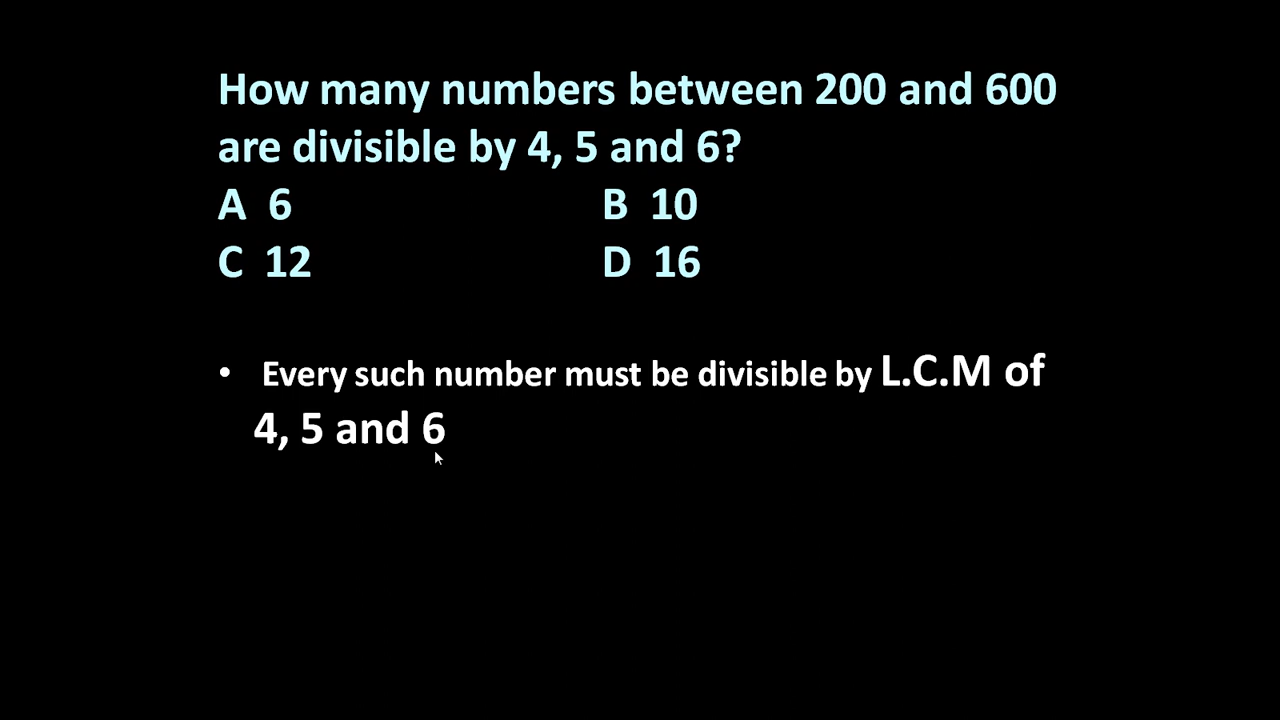 How many numbers between 200 and 600
are divisible by 4, 5 and 6?
A 6 B 10
C 12 D 16
• Every such number must be divisible by L.C.M of
4, 5 and 6